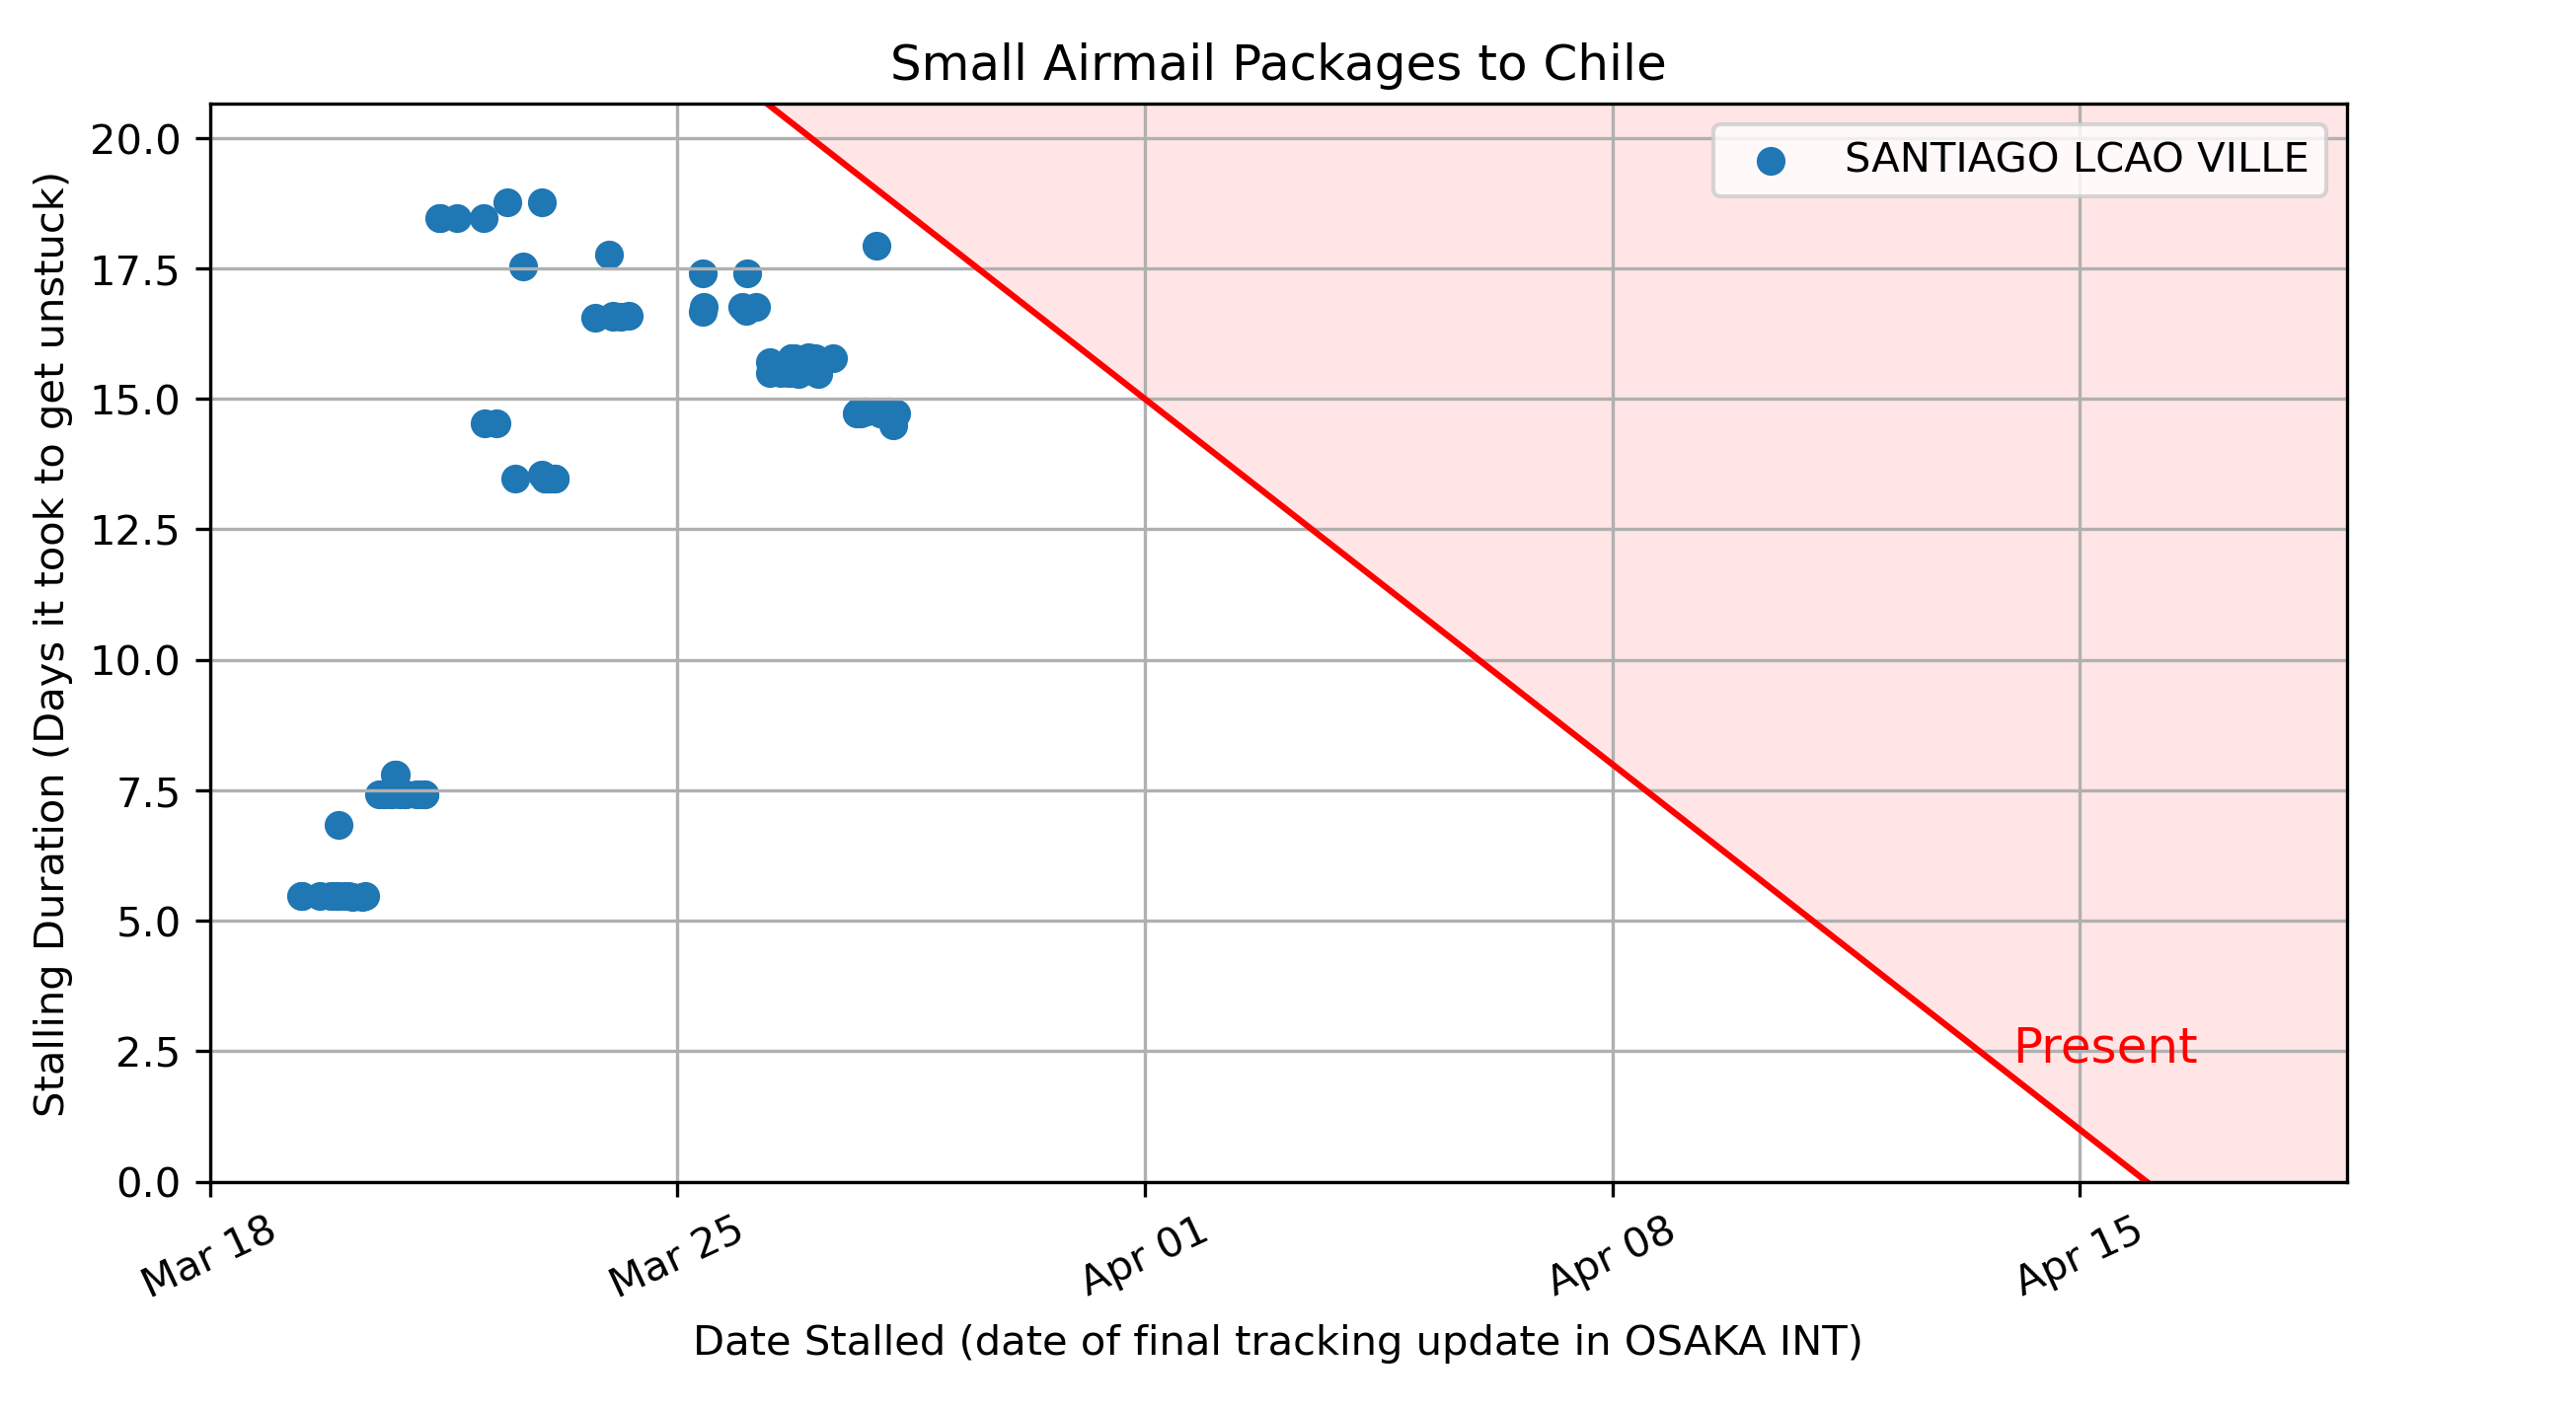 Small Airmail Packages to Chile
SANTIAGO LCAO VILLE
Stalling Duration (Days it took to get unstuck)
20.0
17.5
15.0
12.5
10.0
7.5
5.0
2.5
0.0
Present
Mar 18
Mar 25
Apr 01
Apr 08
Apr 15
Date Stalled (date of final tracking update in OSAKA INT)